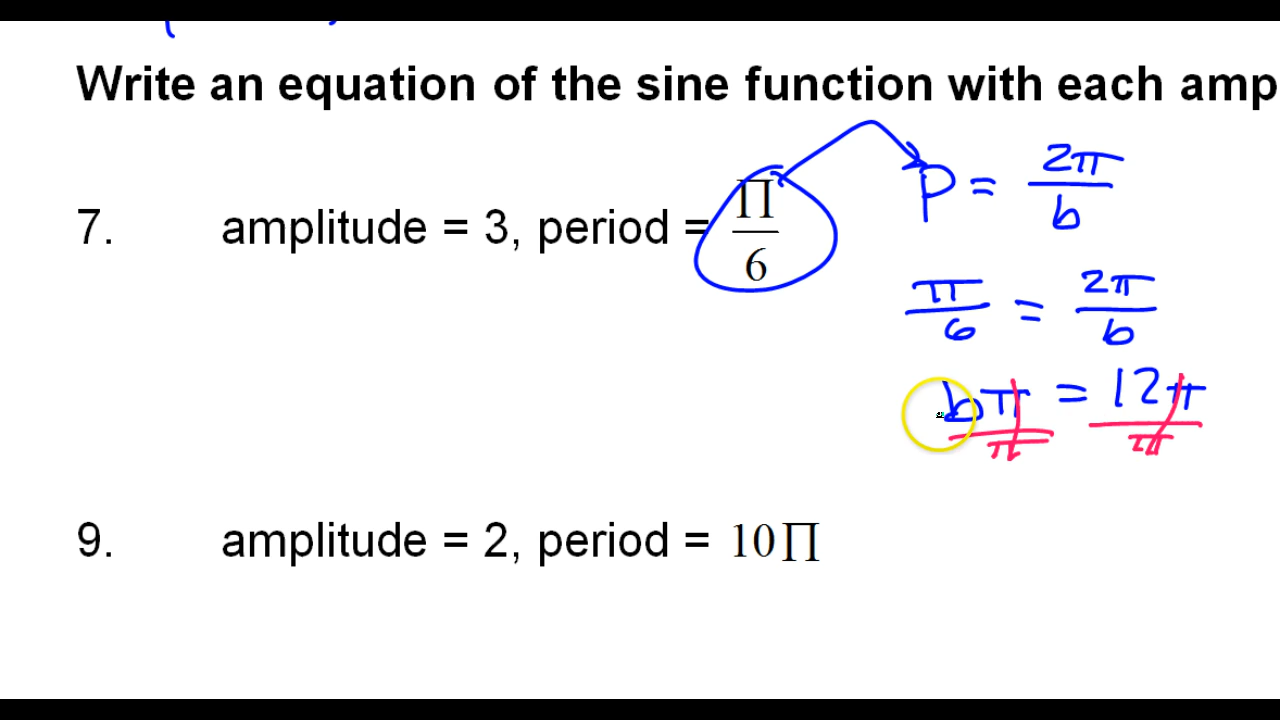 Write an equation of the sine function with each amp
7. amplitude = 3, period = Π/6
P = 2π/b
π/6 = 2π/b
bπ/π = 12π/π
9. amplitude = 2, period = 10Π